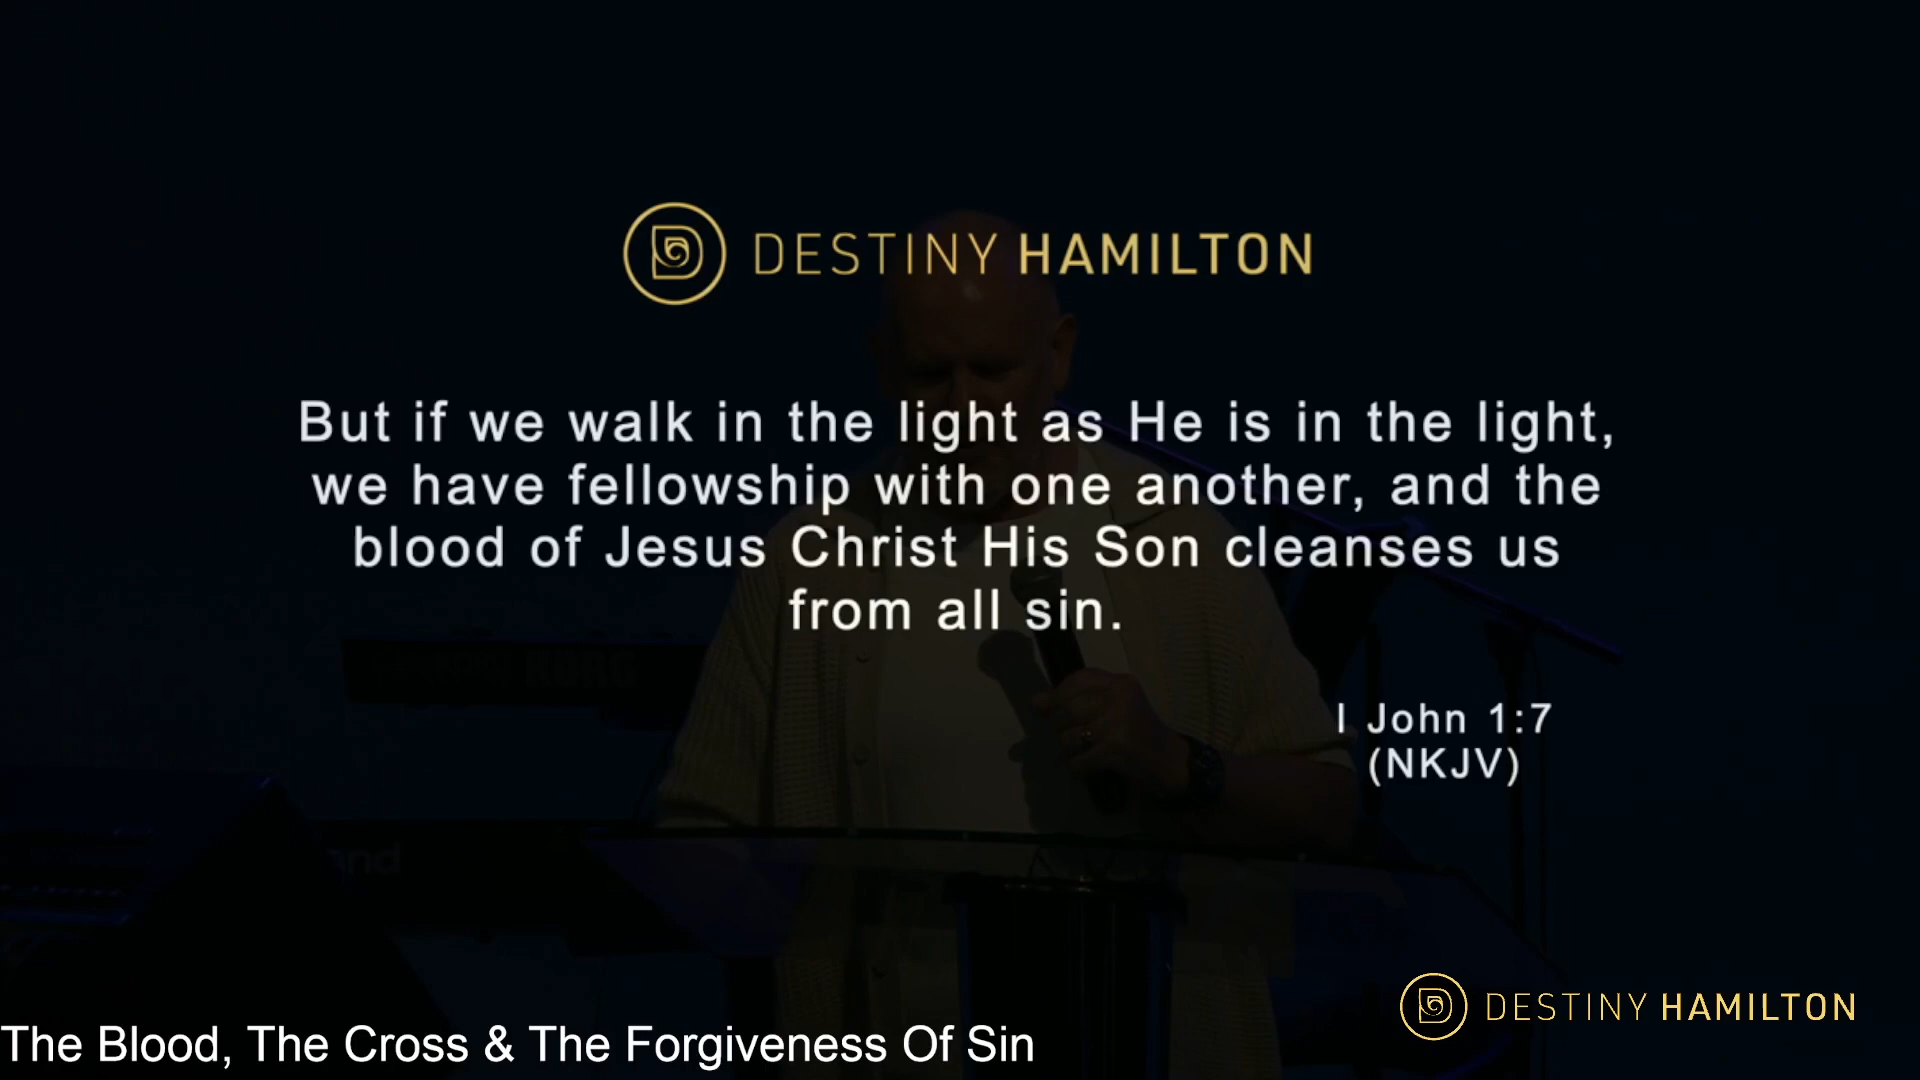 DESTINY HAMILTON
But if we walk in the light as He is in the light,
we have fellowship with one another, and the
blood of Jesus Christ His Son cleanses us
from all sin.
I John 1:7
(NKJV)
KORG
DESTINY HAMILTON
The Blood, The Cross & The Forgiveness Of Sin